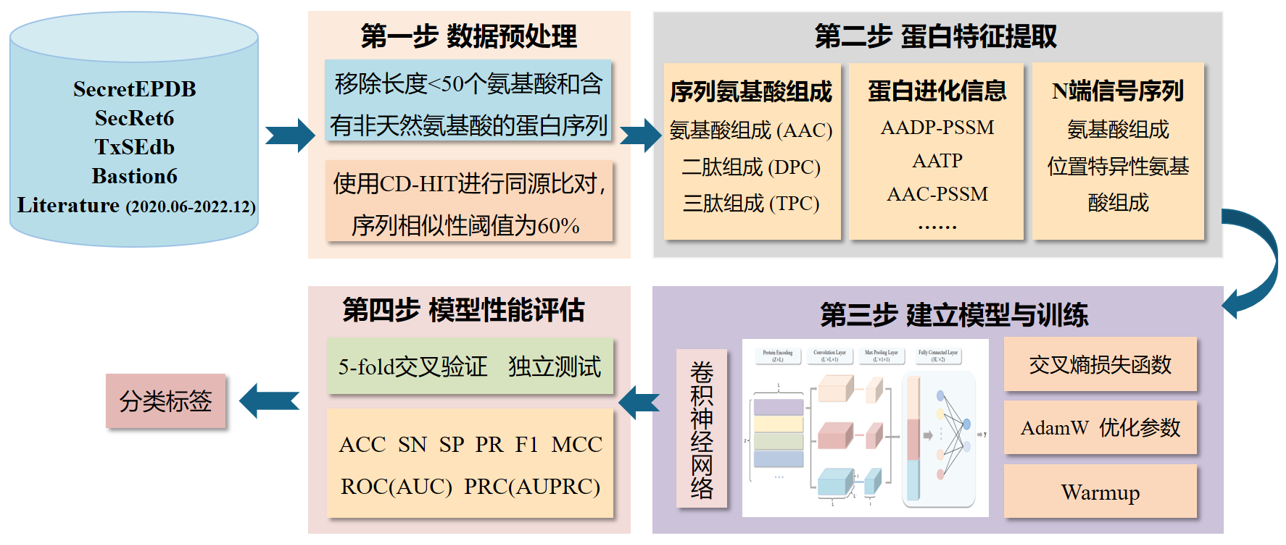 SecretEPDB
SecRet6
TxSEdb
Bastion6
Literature (2020.06-2022.12)
第一步 数据预处理
移除长度<50个氨基酸和含
有非天然氨基酸的蛋白序列
使用CD-HIT进行同源比对，
序列相似性阈值为60%
第二步 蛋白特征提取
序列氨基酸组成
氨基酸组成 (AAC)
二肽组成 (DPC)
三肽组成 (TPC)
蛋白进化信息
AADP-PSSM
AATP
AAC-PSSM
……
N端信号序列
氨基酸组成
位置特异性氨基
酸组成
第三步 建立模型与训练
卷积神经网络
Protein Encoding
Convolution Layer
Max Pooling Layer
Fully Connected Layer
交叉熵损失函数
AdamW 优化参数
Warmup
第四步 模型性能评估
5-fold交叉验证 独立测试
ACC SN SP PR F1 MCC
ROC(AUC) PRC(AUPRC)
分类标签